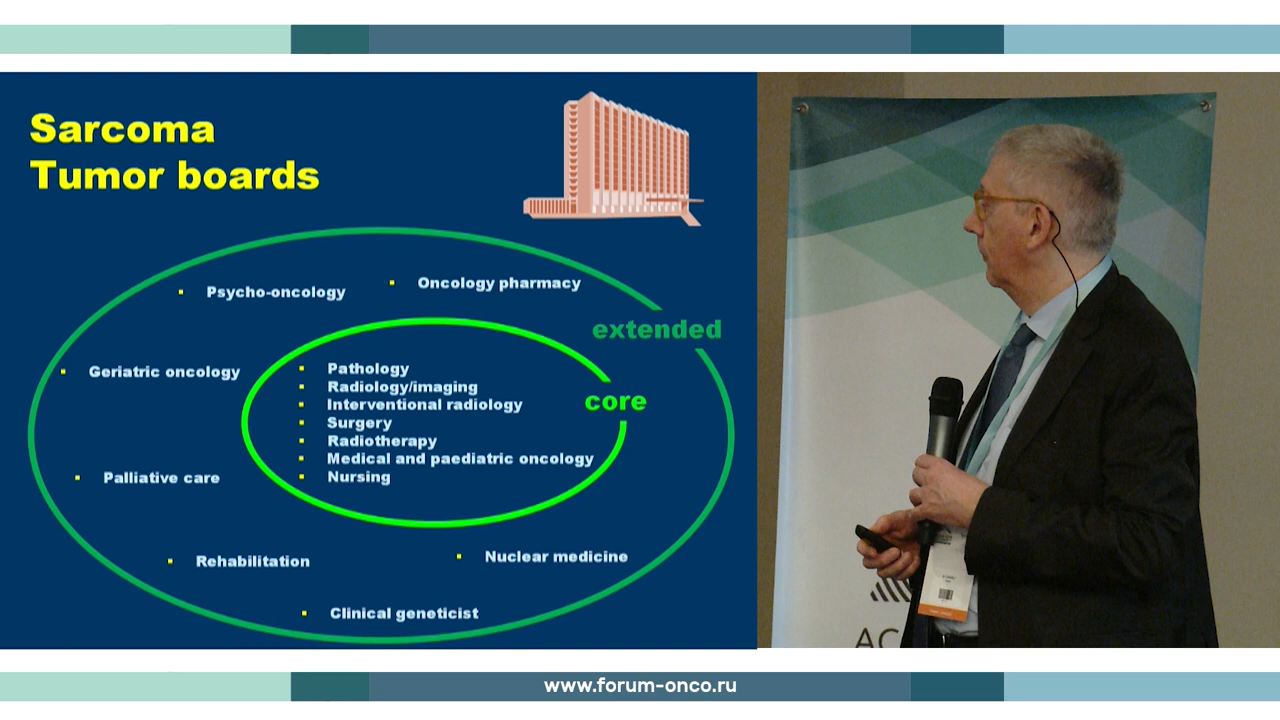 Sarcoma
Tumor boards
Psycho-oncology
Oncology pharmacy
extended
Geriatric oncology
Pathology
Radiology/imaging
Interventional radiology
core
Surgery
Radiotherapy
Medical and paediatric oncology
Nursing
Palliative care
Rehabilitation
Nuclear medicine
Clinical geneticist
AC
www.forum-onco.ru